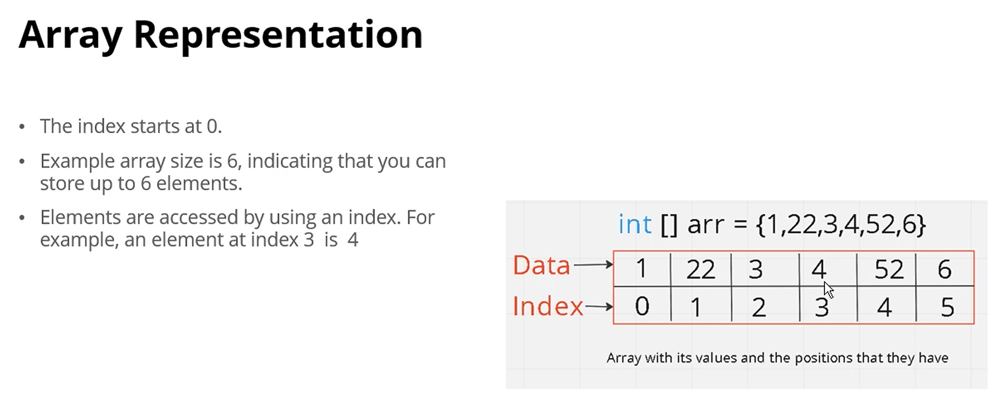 Array Representation
• The index starts at 0.
• Example array size is 6, indicating that you can
store up to 6 elements.
• Elements are accessed by using an index. For
example, an element at index 3 is 4
int [] arr = {1,22,3,4,52,6}
Data 1 22 3 4 52 6
Index 0 1 2 3 4 5
Array with its values and the positions that they have